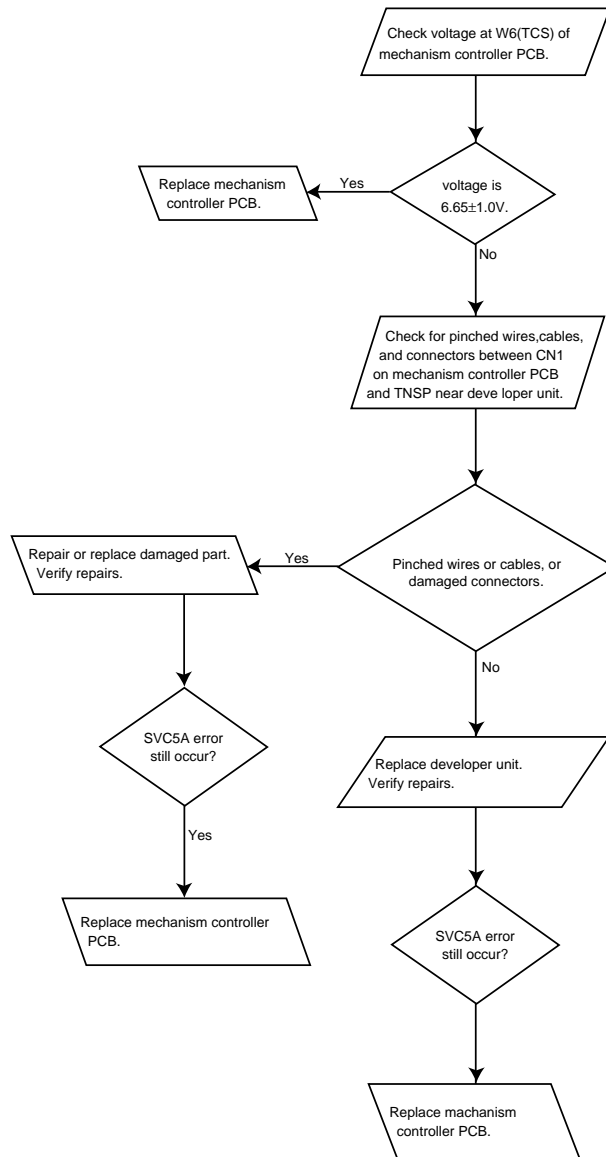 Check voltage at W6(TCS) of
mechanism controller PCB.
voltage is
6.65±1.0V.
Yes
Replace mechanism
controller PCB.
No
Check for pinched wires,cables,
and connectors between CN1
on mechanism controller PCB
and TNSP near deve loper unit.
Pinched wires or cables, or
damaged connectors.
Yes
Repair or replace damaged part.
Verify repairs.
SVC5A error
still occur?
Yes
Replace mechanism controller
PCB.
No
Replace developer unit.
Verify repairs.
SVC5A error
still occur?
Replace machanism
controller PCB.